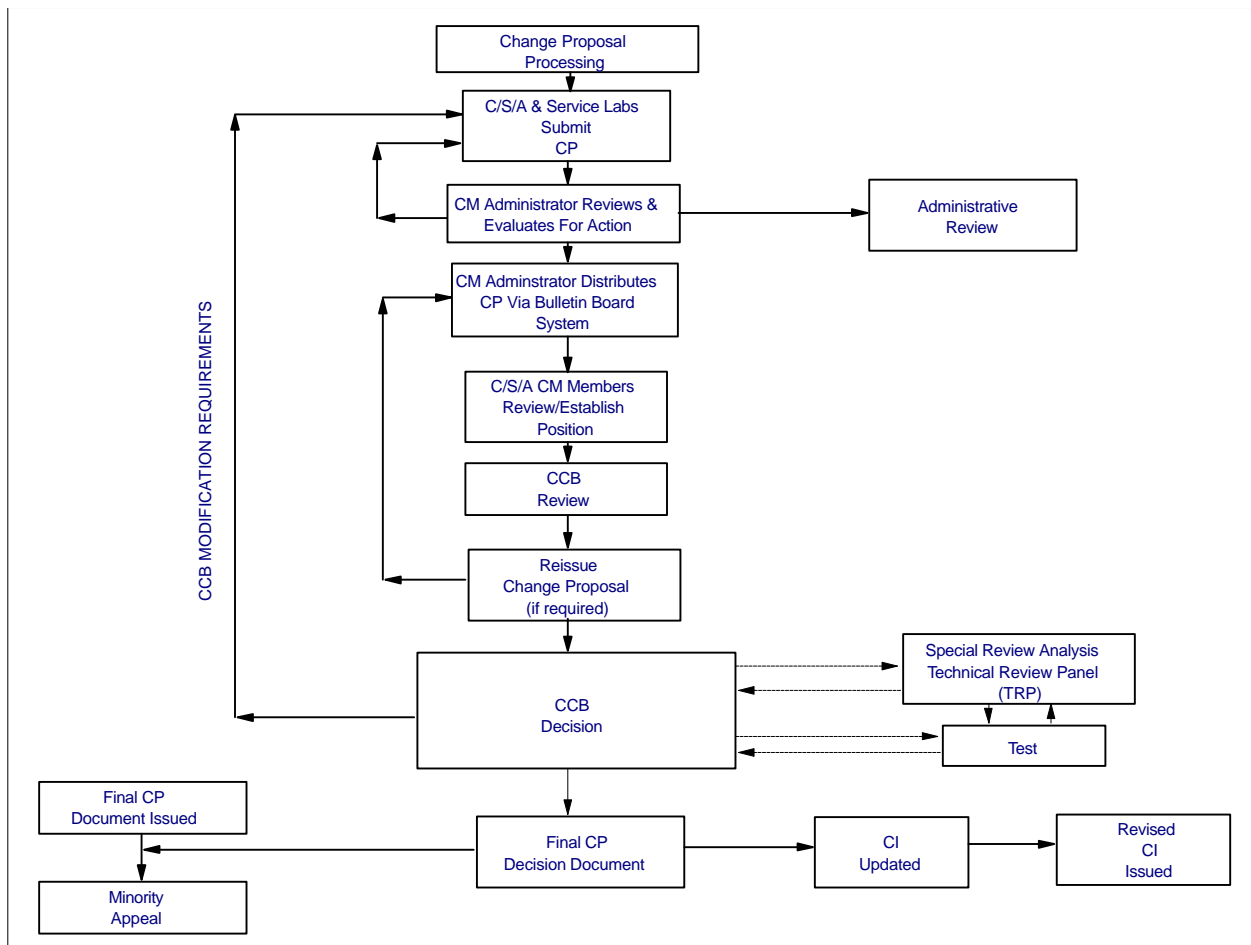 Change Proposal
Processing
C/S/A & Service Labs
Submit
CP
CM Administrator Reviews &
Evaluates For Action
Administrative
Review
CM Adminstrator Distributes
CP Via Bulletin Board
System
CCB MODIFICATION REQUIREMENTS
C/S/A CM Members
Review/Establish
Position
CCB
Review
Reissue
Change Proposal
(if required)
CCB
Decision
Special Review Analysis
Technical Review Panel
(TRP)
Test
Final CP
Document Issued
Minority
Appeal
Final CP
Decision Document
CI
Updated
Revised
CI
Issued